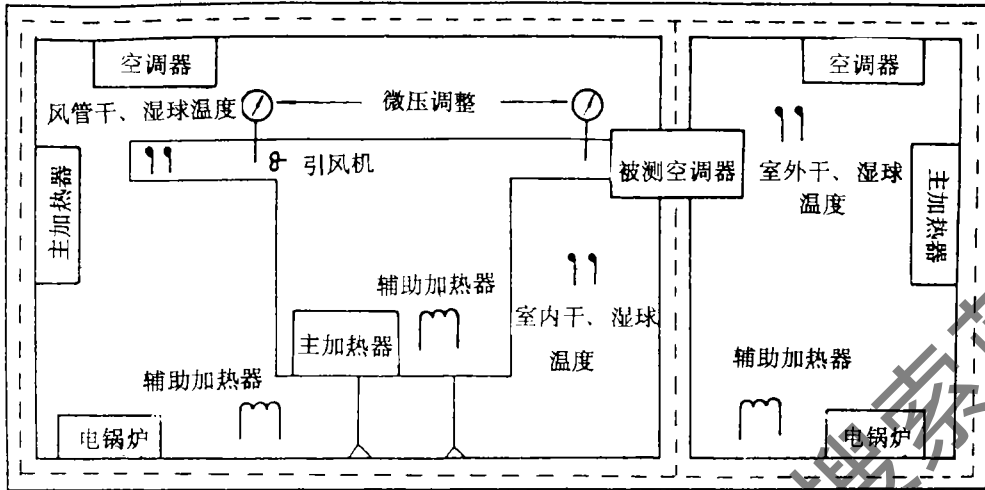 空调器
空调器
风管干、湿球温度
微压调整
引风机
被测空调器
室外干、湿球
温度
主加热器
主加热器
辅助加热器
室内干、湿球
温度
主加热器
辅助加热器
辅助加热器
电锅炉
电锅炉
搜索